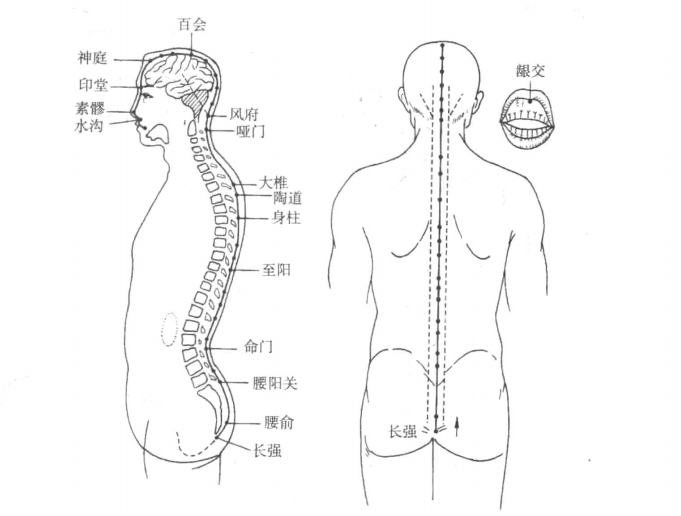 百会
神庭
印堂
素髎
水沟
风府
哑门
大椎
陶道
身柱
至阳
命门
腰阳关
腰俞
长强
龈交
长强